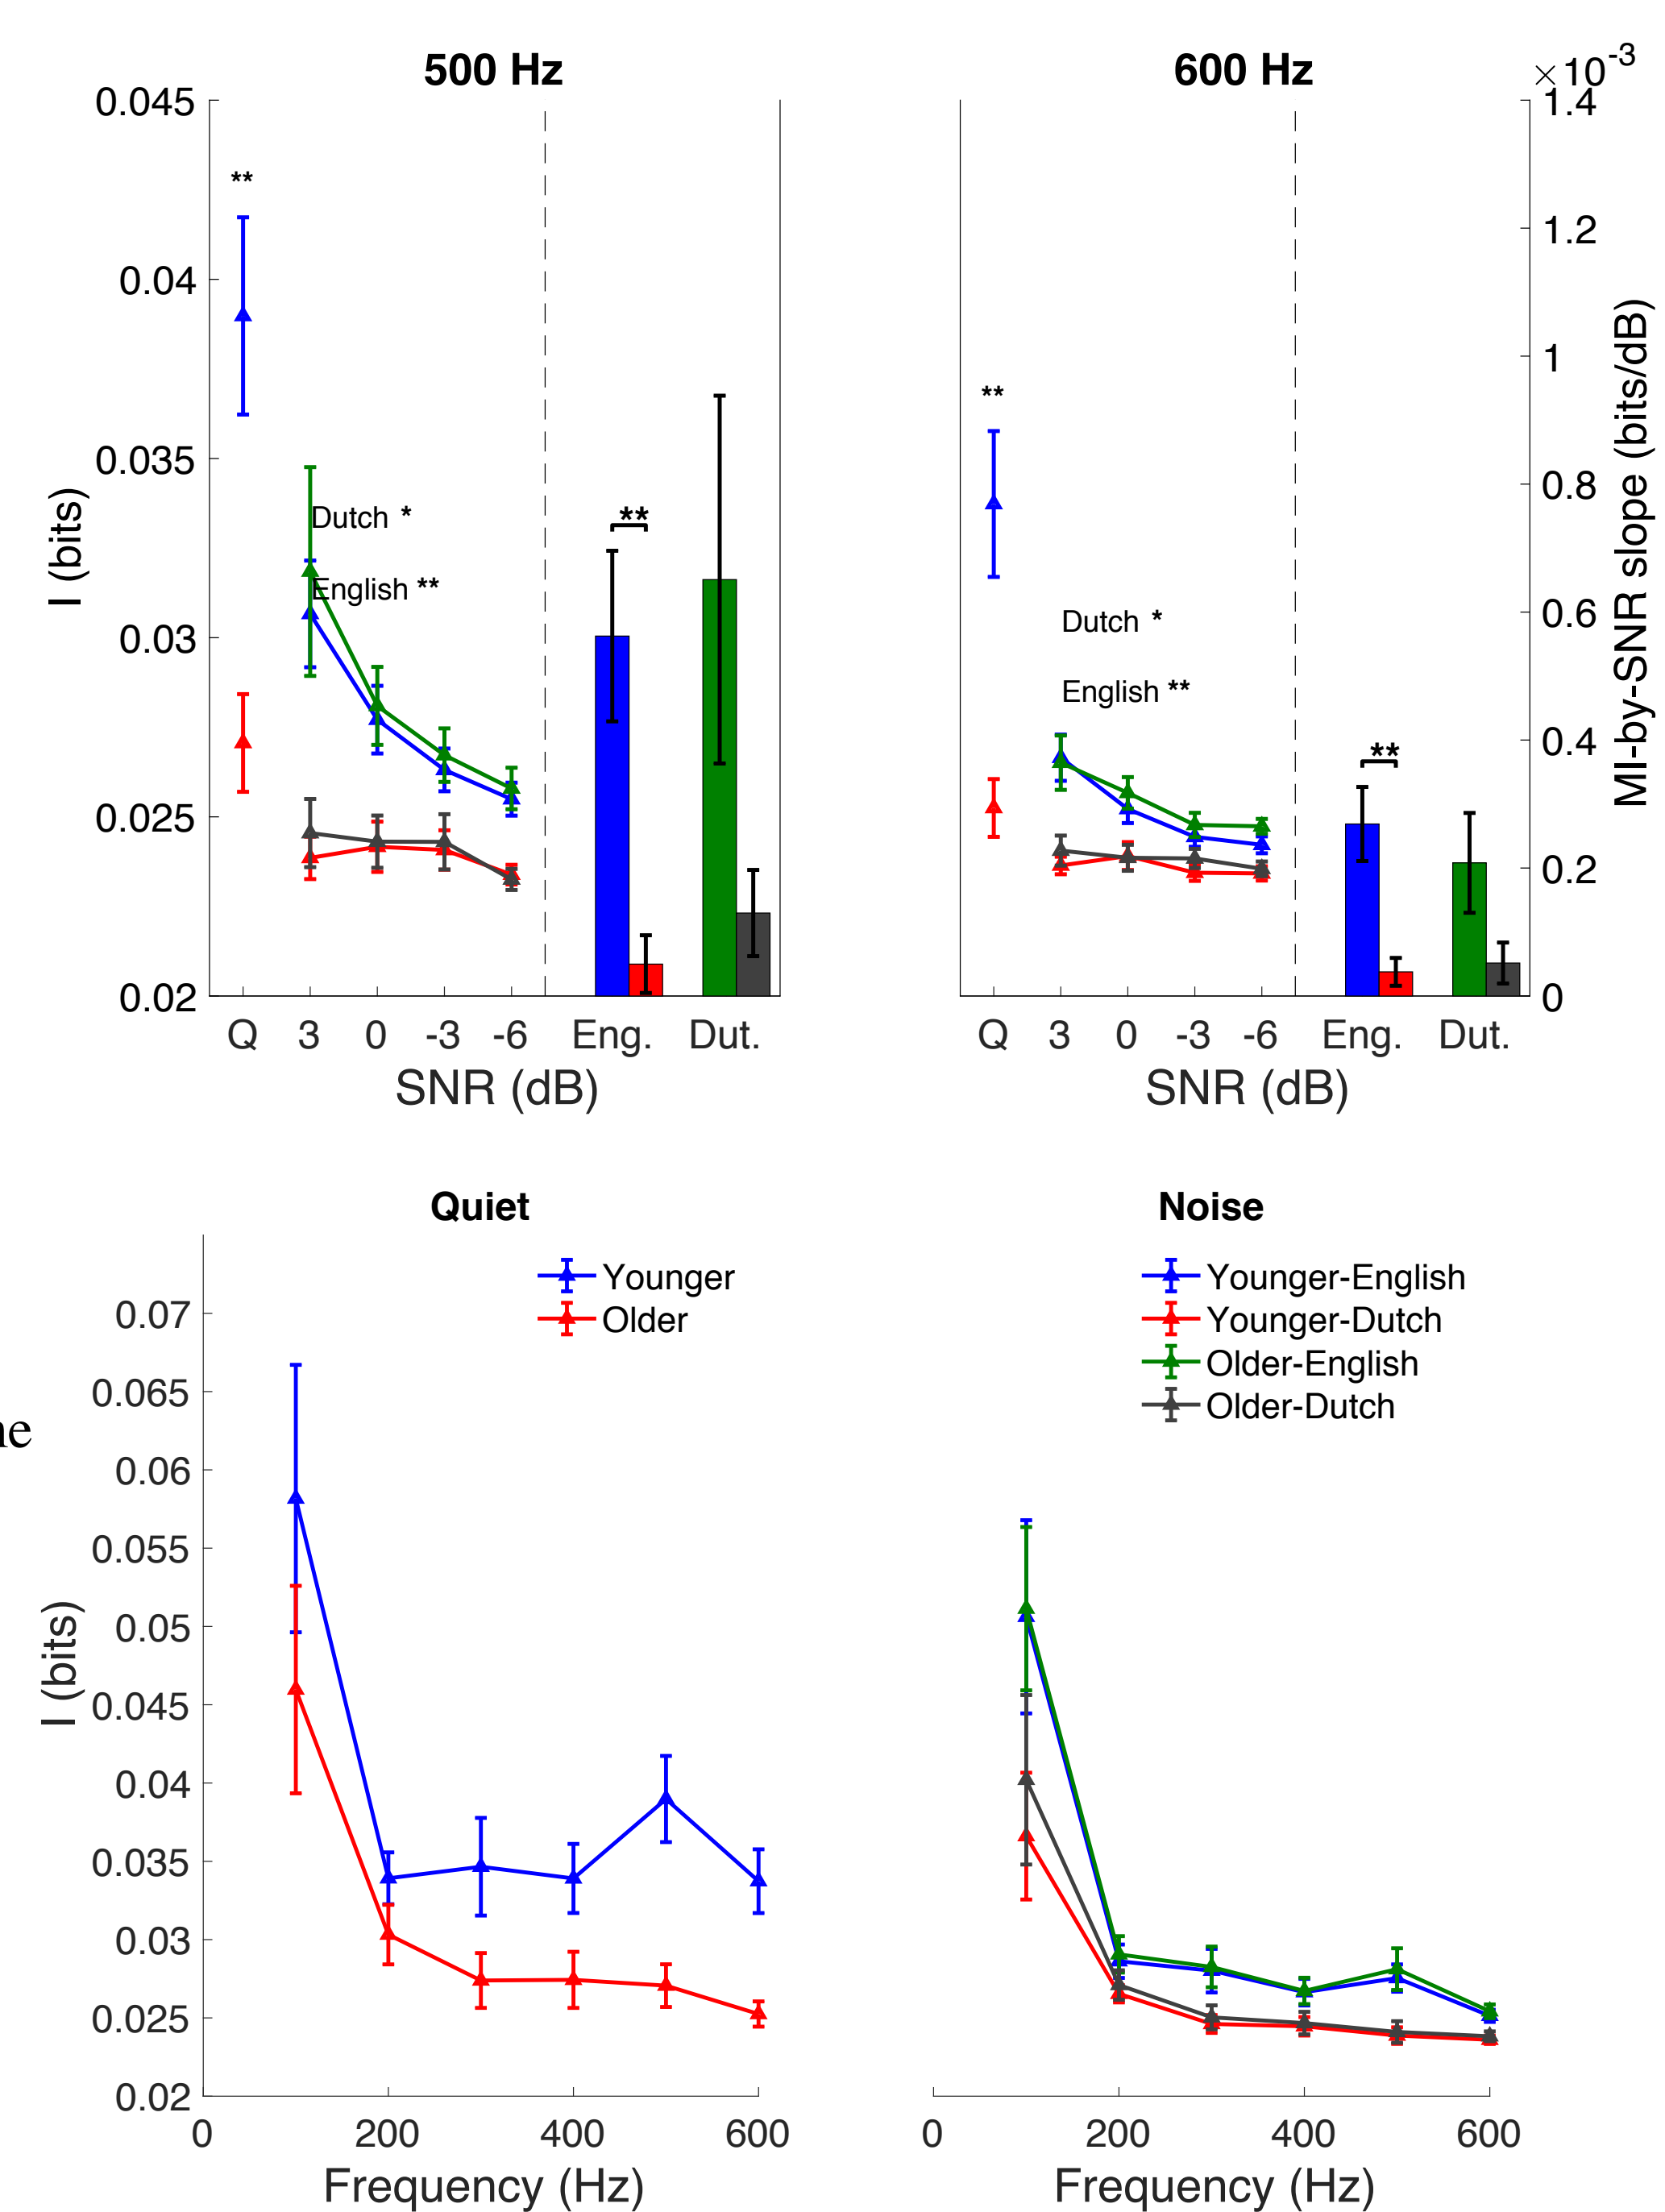 500 Hz
600 Hz
×10-3
0.045
0.04
0.035
0.03
0.025
0.02
I (bits)
**
Dutch *
English **
**
Q 3 0 -3 -6 Eng. Dut.
SNR (dB)
**
Dutch *
English **
**
Q 3 0 -3 -6 Eng. Dut.
SNR (dB)
1.4
1.2
1
0.8
0.6
0.4
0.2
0
MI-by-SNR slope (bits/dB)
ne
Quiet
Younger
Older
0.07
0.065
0.06
0.055
0.05
0.045
0.04
0.035
0.03
0.025
0.02
I (bits)
0 200 400 600
Frequency (Hz)
Noise
Younger-English
Younger-Dutch
Older-English
Older-Dutch
0 200 400 600
Frequency (Hz)